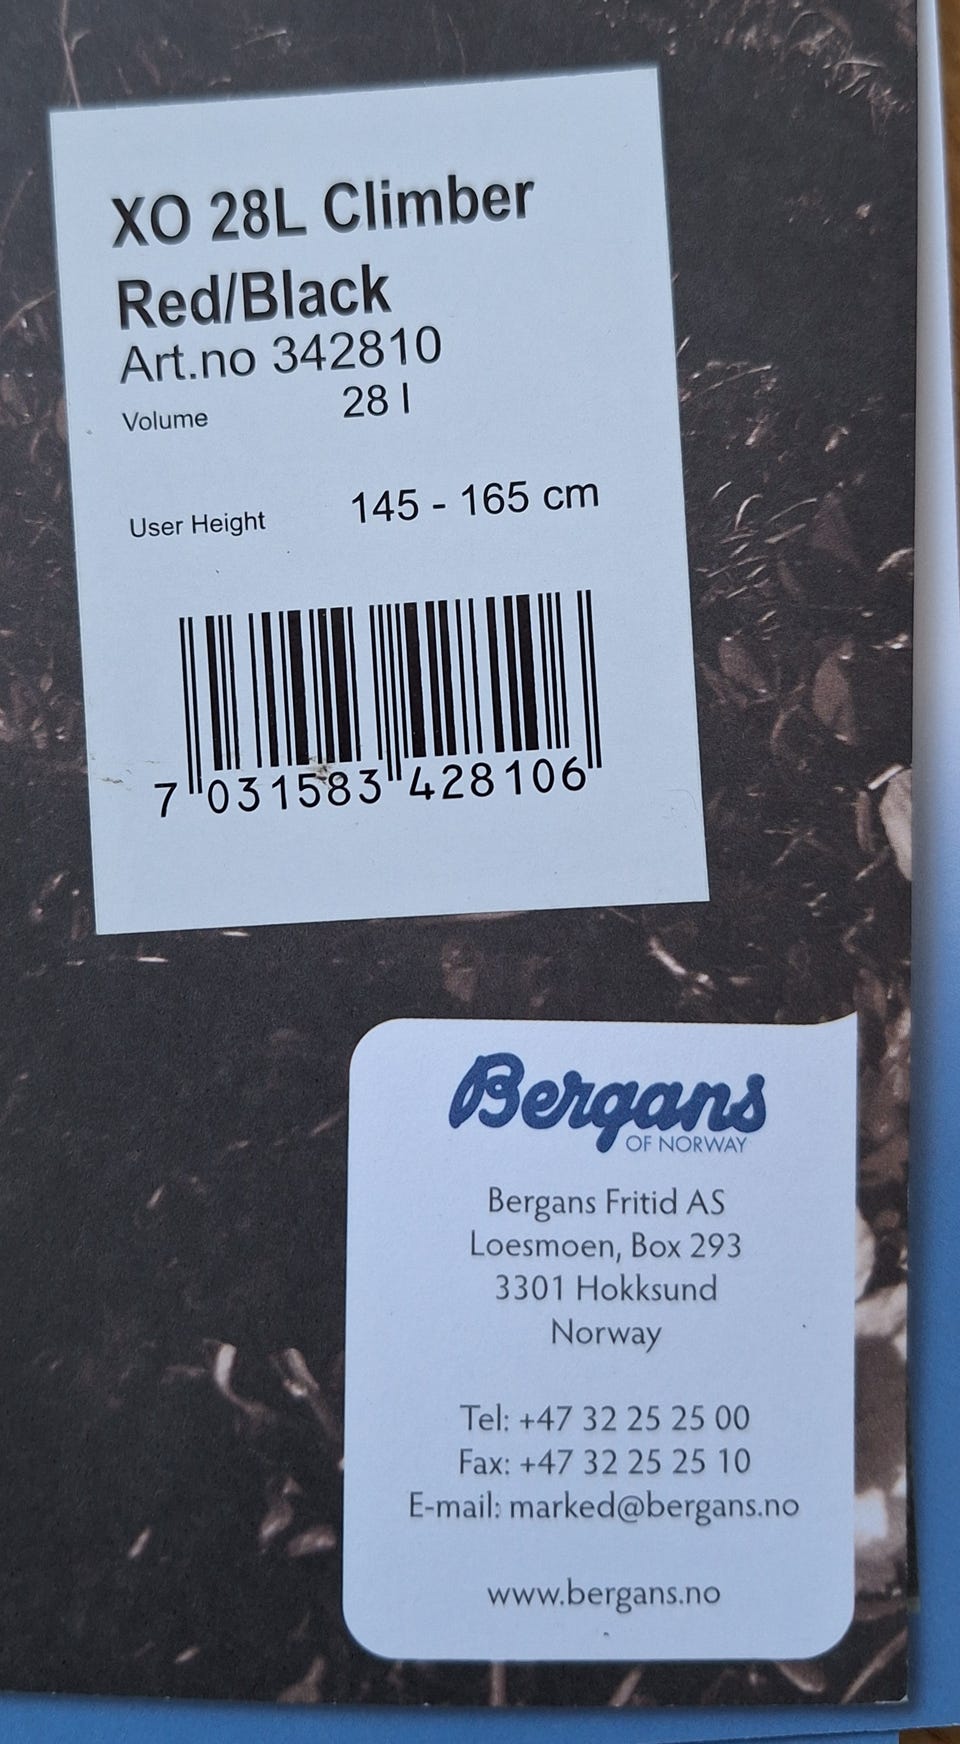 XO 28L Climber
Red/Black
Art.no 342810
Volume 28 l
User Height 145 - 165 cm
7 031583 428106
Bergans
OF NORWAY
Bergans Fritid AS
Loesmoen, Box 293
3301 Hokksund
Norway
Tel: +47 32 25 25 00
Fax: +47 32 25 25 10
E-mail: marked@bergans.no
www.bergans.no